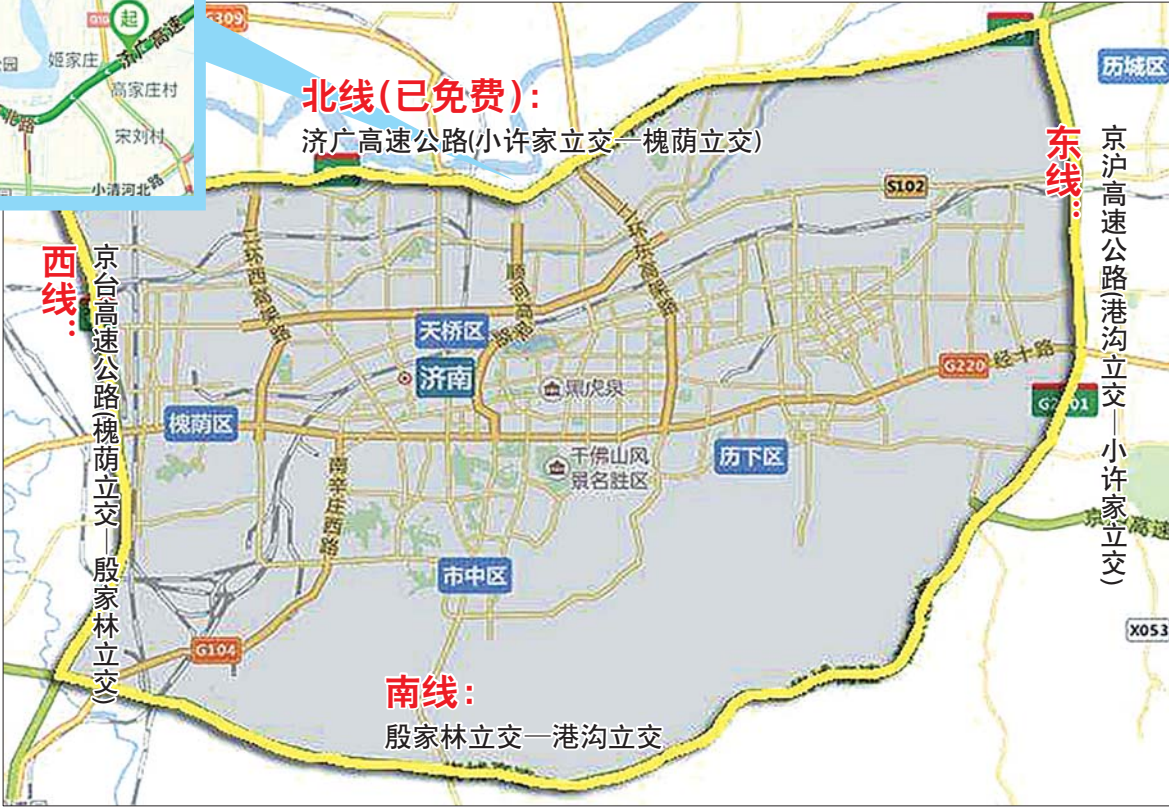 起
G309
济广高速
姬家庄
高家庄村
北路
宋刘村
小清河北路
北线(已免费):
济广高速公路(小许家立交—槐荫立交)
历城区
东线:
京沪高速公路(港沟立交—小许家立交)
S102
西线:
京台高速公路(槐荫立交—殷家林立交)
二环西高架路
顺河高架路
二环东高架路
天桥区
济南
黑虎泉
G220
经十路
槐荫区
千佛山风
景名胜区
历下区
南辛庄西路
市中区
X053
G104
南线:
殷家林立交—港沟立交